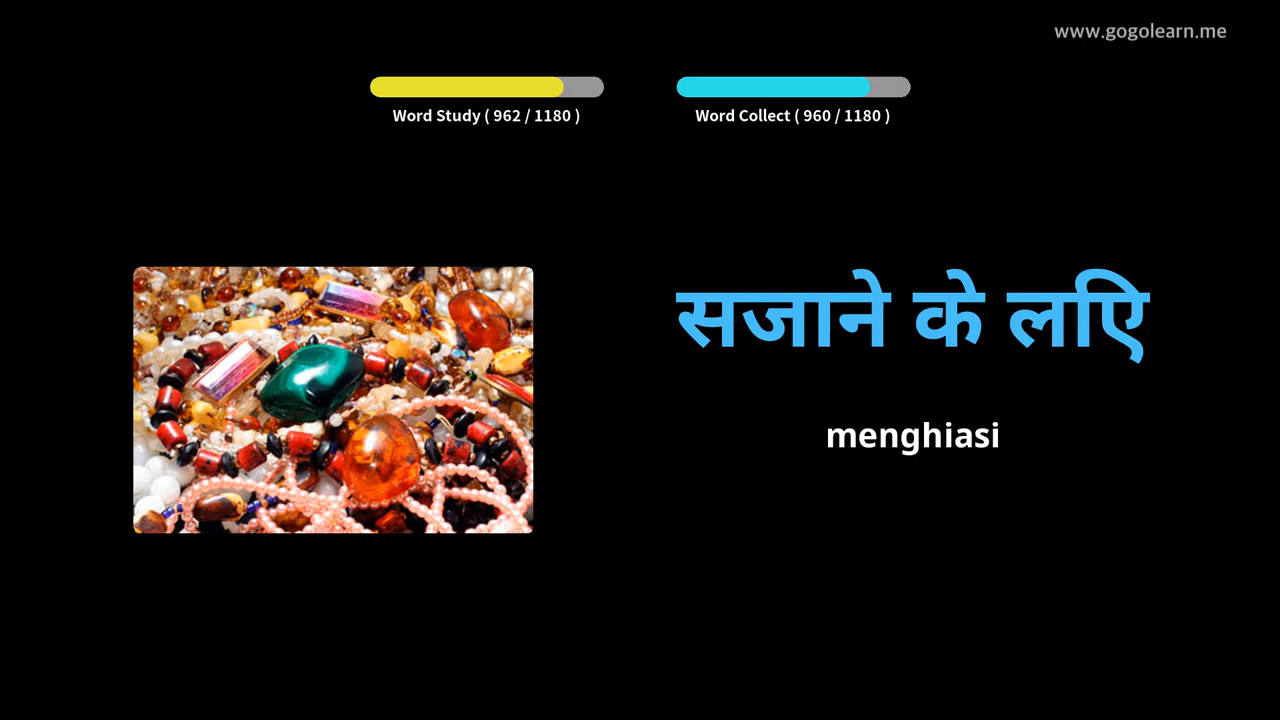 www.gogolearn.me
Word Study ( 962 / 1180 )
Word Collect ( 960 / 1180 )
सजाने के लिए
menghiasi